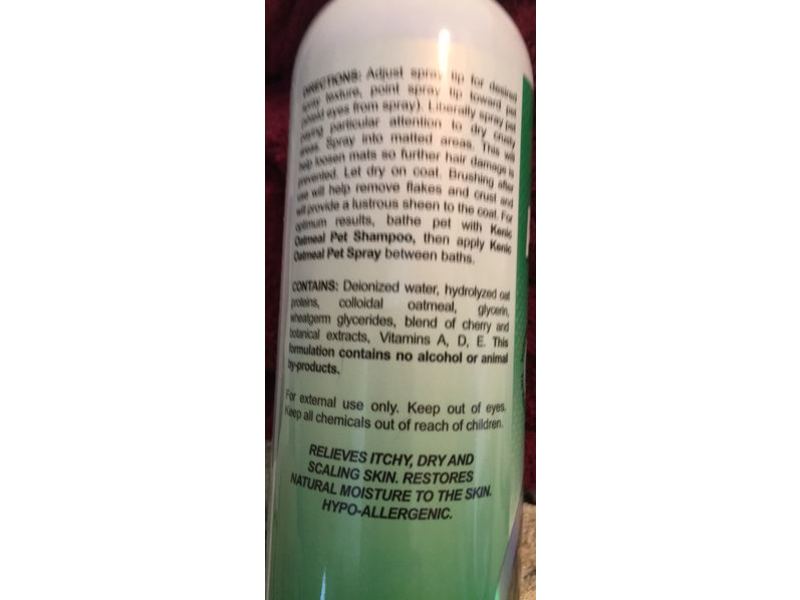 DIRECTIONS: Adjust spray tip for desired
spray texture, point spray tip toward pet
(shield eyes from spray). Liberally spray pet
paying particular attention to dry crusty
areas. Spray into matted areas. This will
help loosen mats so further hair damage is
prevented. Let dry on coat. Brushing after
use will help remove flakes and crust and
will provide a lustrous sheen to the coat. For
optimum results, bathe pet with Kenic
Oatmeal Pet Shampoo, then apply Kenic
Oatmeal Pet Spray between baths.
CONTAINS: Deionized water, hydrolyzed oat
proteins, colloidal oatmeal, glycerin,
wheatgerm glycerides, blend of cherry and
botanical extracts, Vitamins A, D, E. This
formulation contains no alcohol or animal
by-products.
For external use only. Keep out of eyes.
Keep all chemicals out of reach of children.
RELIEVES ITCHY, DRY AND
SCALING SKIN. RESTORES
NATURAL MOISTURE TO THE SKIN.
HYPO-ALLERGENIC.